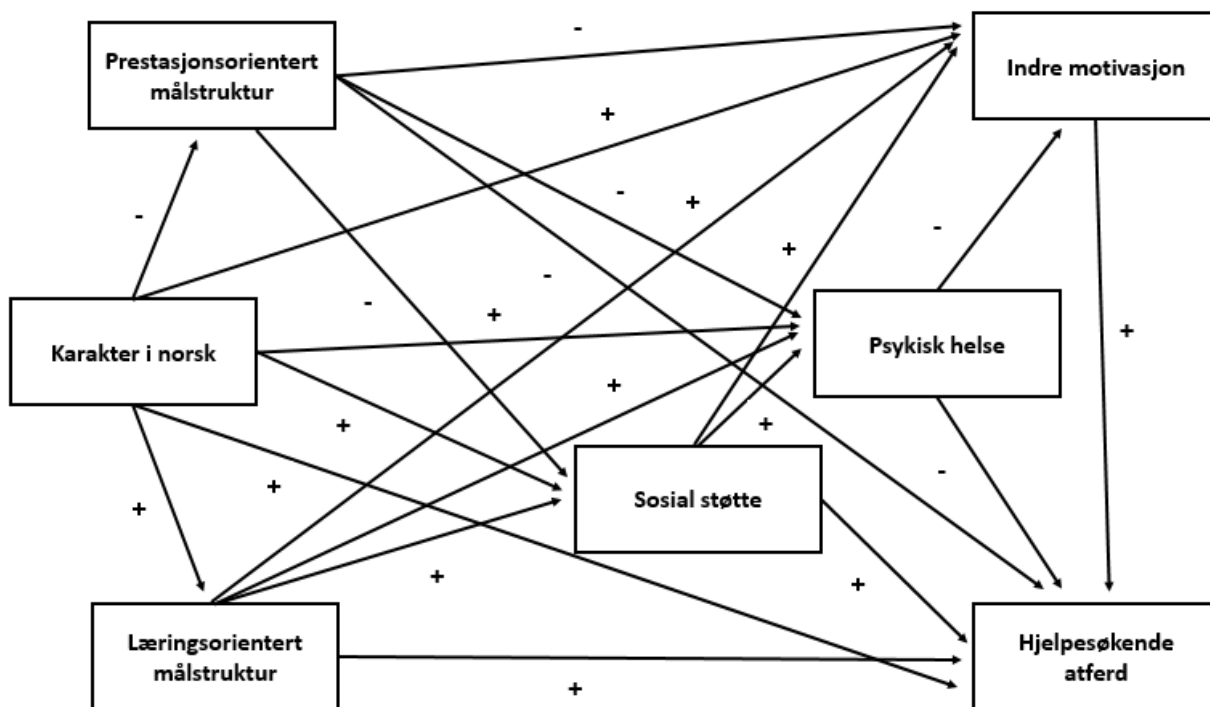 Prestasjonsorientert
målstruktur
-
Indre motivasjon
+
-
+
-
+
-
Karakter i norsk
-
-
+
Psykisk helse
+
+
+
+
Sosial støtte
-
+
+
+
+
Læringsorientert
målstruktur
+
Hjelpesøkende
atferd